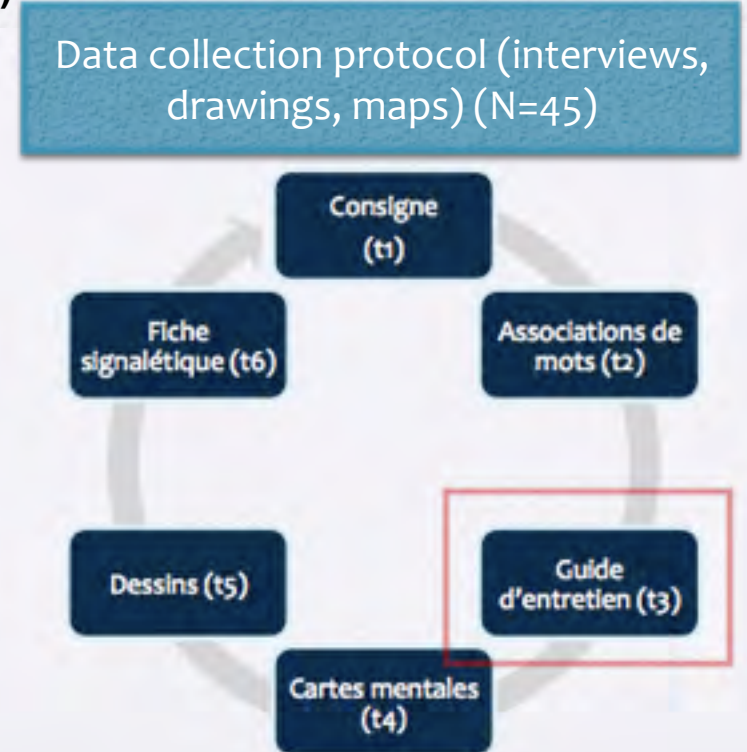 )
Data collection protocol (interviews,
drawings, maps) (N=45)
Consigne
(t1)
Associations de
mots (t2)
Guide
d'entretien (t3)
Cartes mentales
(t4)
Dessins (t5)
Fiche
signalétique (t6)